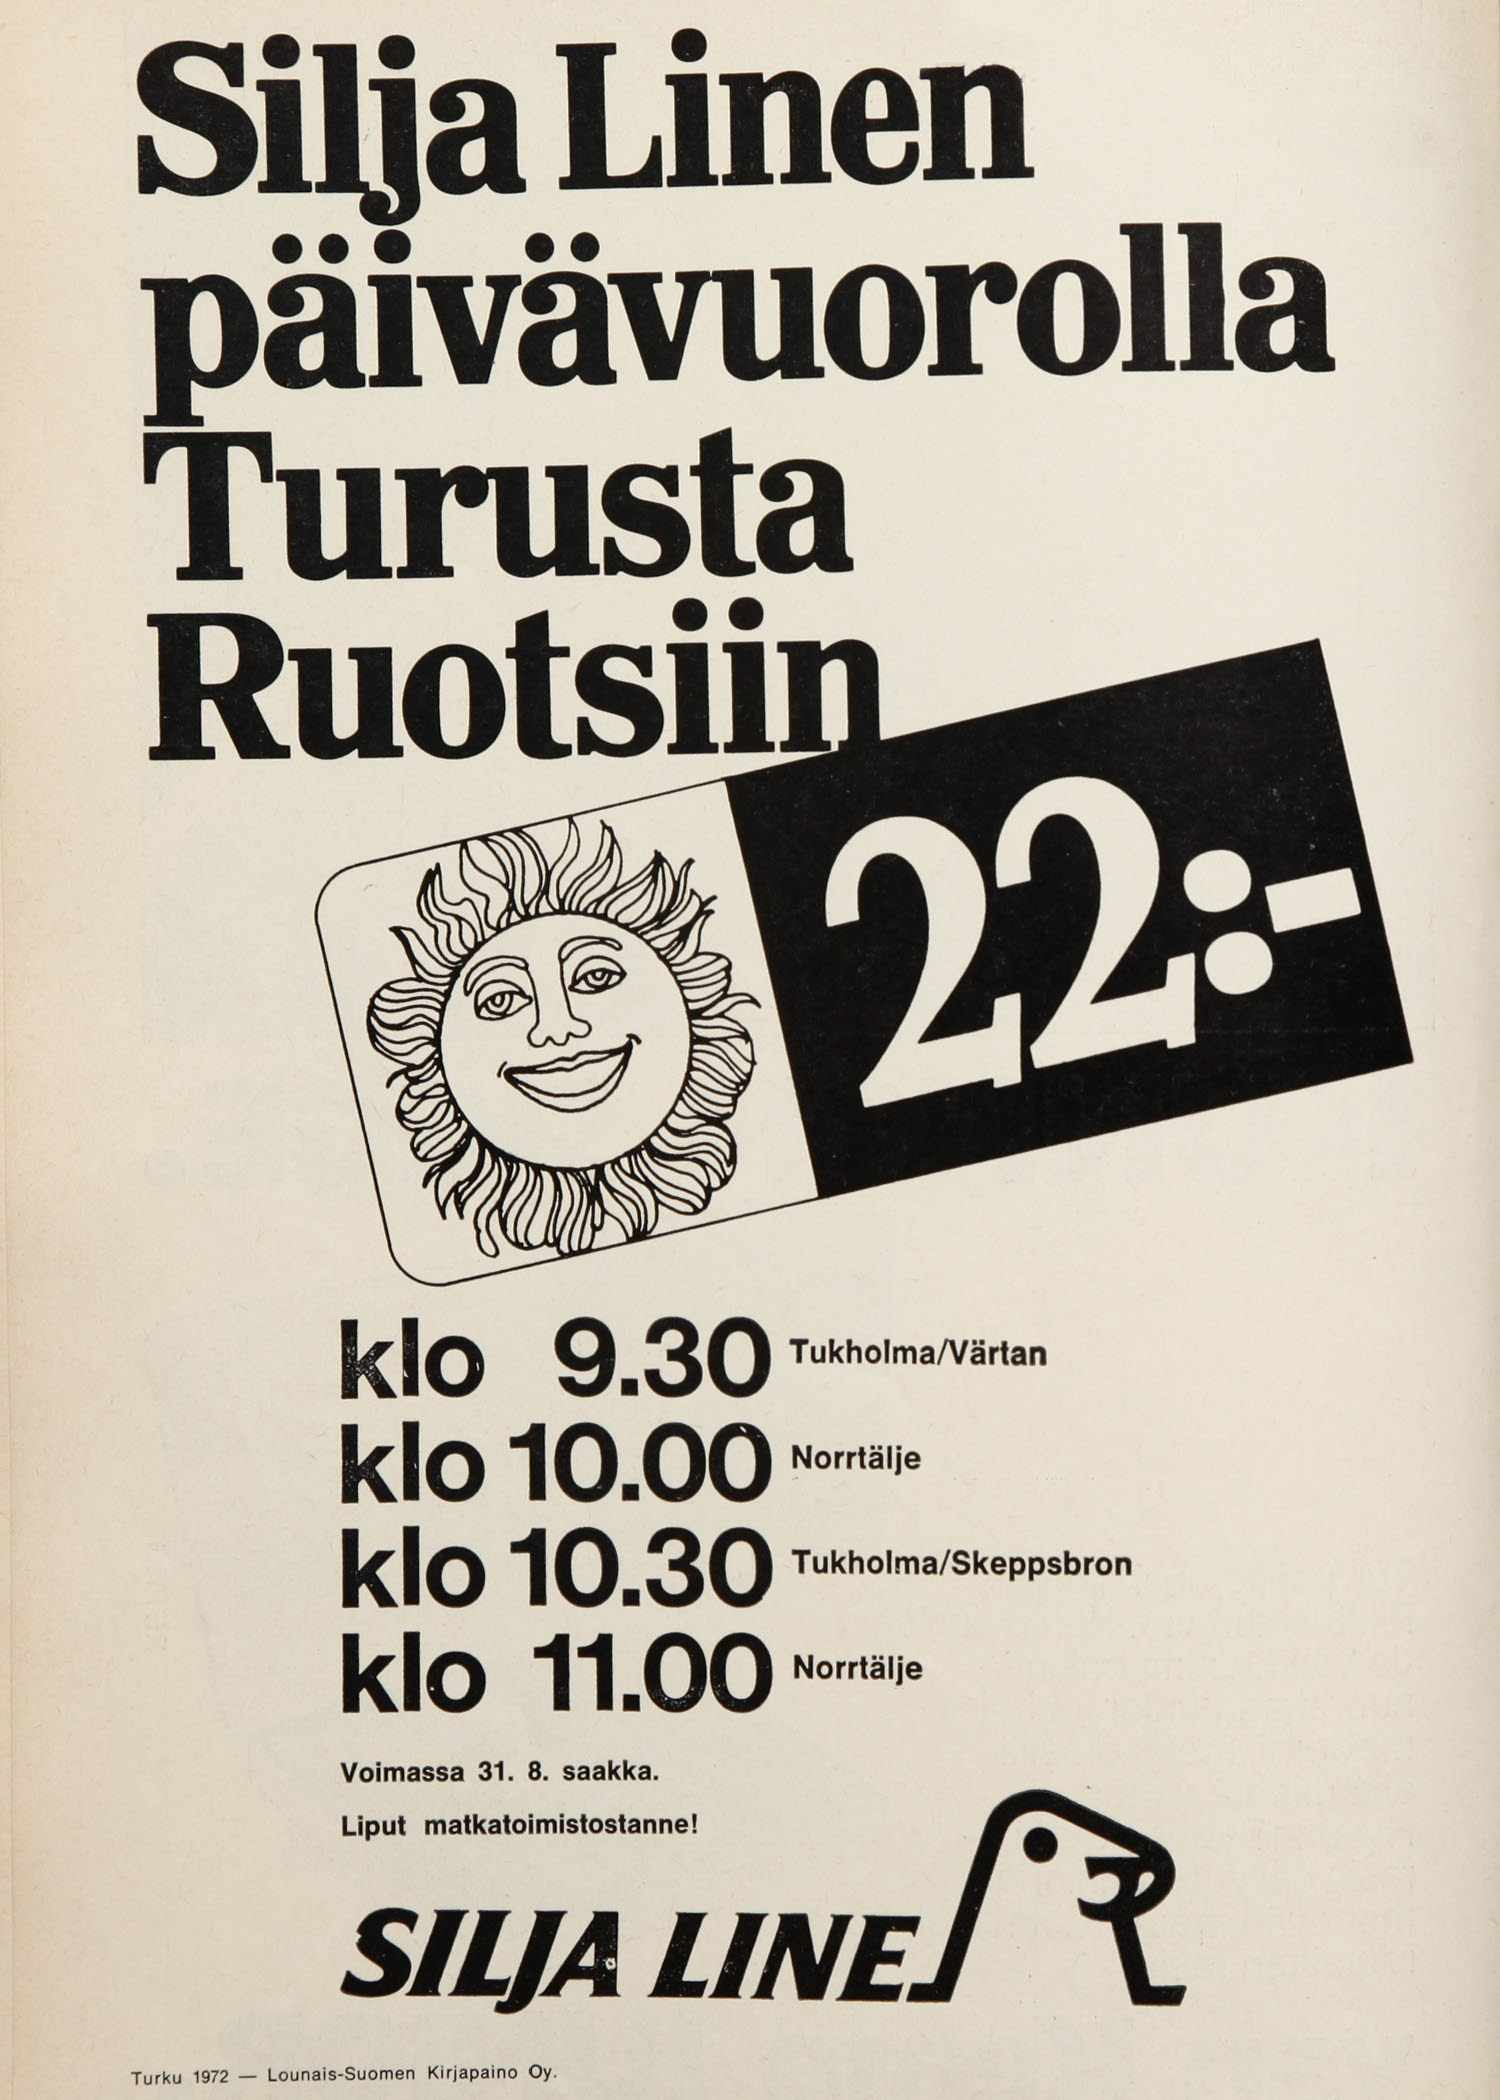 Silja Linen
päivävuorolla
Turusta
Ruotsiin
22:-
klo 9.30 Tukholma/Värtan
klo 10.00 Norrtälje
klo 10.30 Tukholma/Skeppsbron
klo 11.00 Norrtälje
Voimassa 31. 8. saakka.
Liput matkatoimistostanne!
SILJA LINE
Turku 1972 — Lounais-Suomen Kirjapaino Oy.